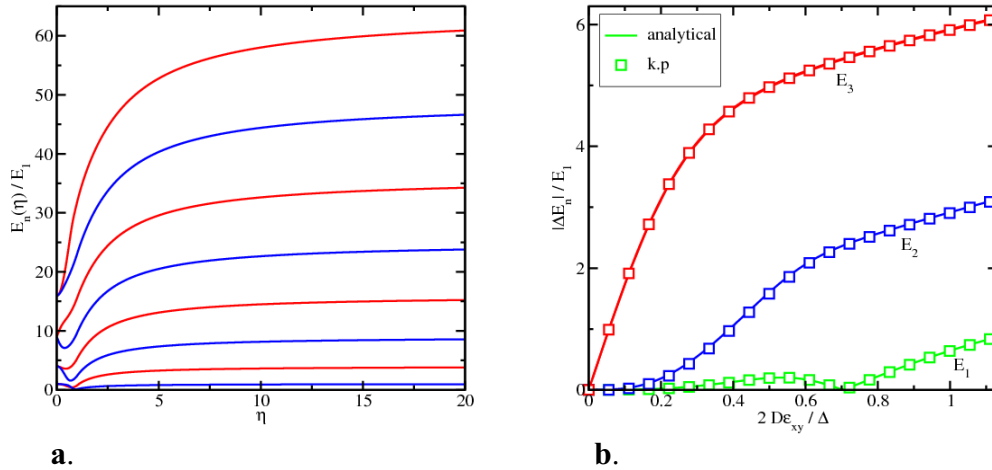 60
50
40
30
20
10
0
E_n(η) / E_1
0
5
10
15
20
η
a.
6
4
2
0
|ΔE_n| / E_1
analytical
k.p
E_3
E_2
E_1
0
0.2
0.4
0.6
0.8
1
2 Dε_xy / Δ
b.